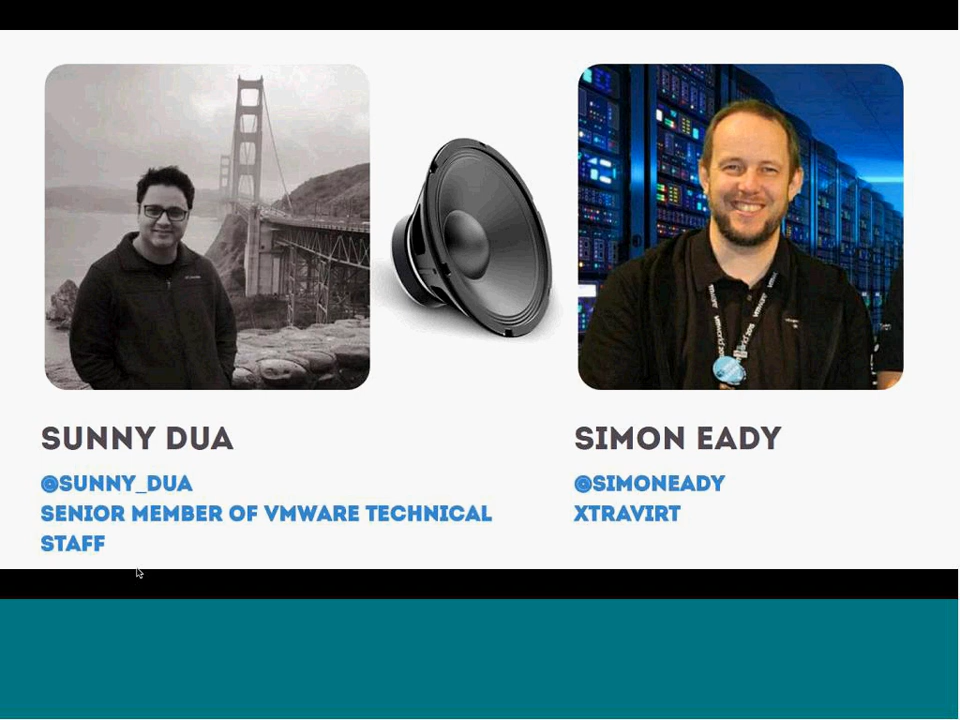 SUNNY DUA
@SUNNY_DUA
SENIOR MEMBER OF VMWARE TECHNICAL
STAFF
SIMON EADY
@SIMONEADY
XTRAVIRT